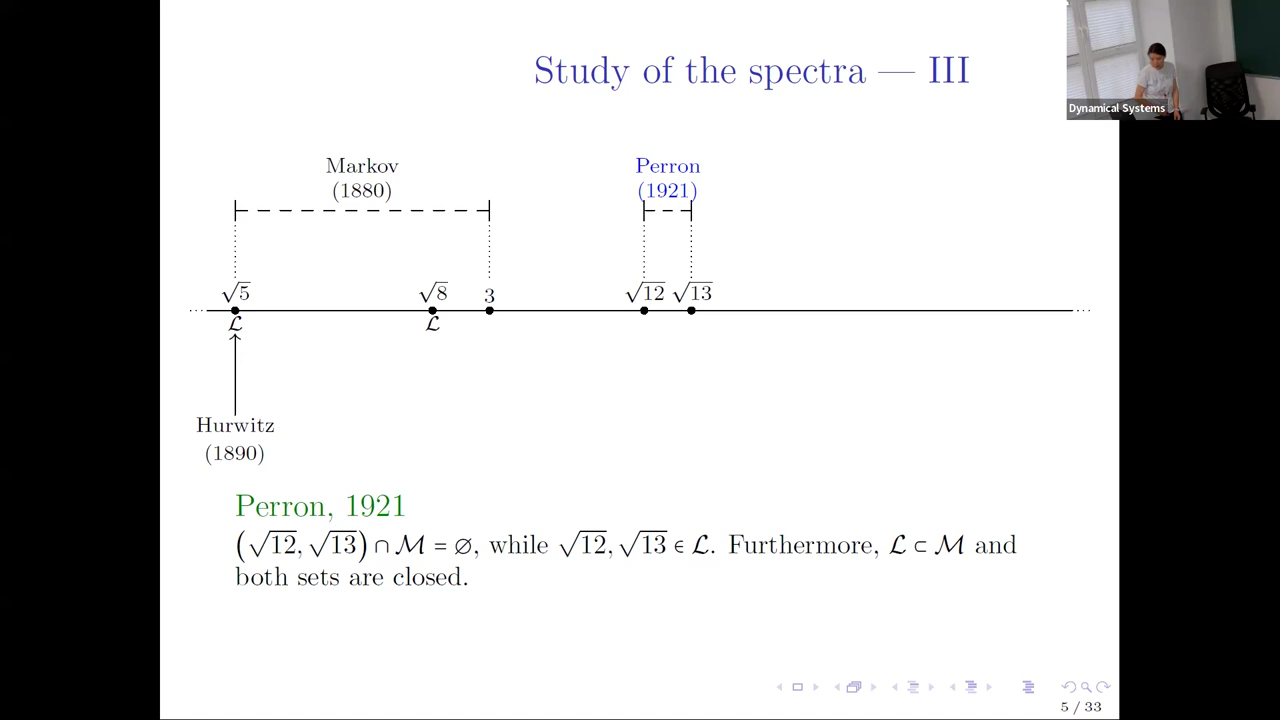 Study of the spectra — III
Dynamical Systems
Markov
(1880)
Perron
(1921)
√5
√8
3
√12
√13
ℒ
ℒ
Hurwitz
(1890)
Perron, 1921
(√12, √13) ∩ ℳ = ∅, while √12, √13 ∈ ℒ. Furthermore, ℒ ⊂ ℳ and
both sets are closed.
5 / 33